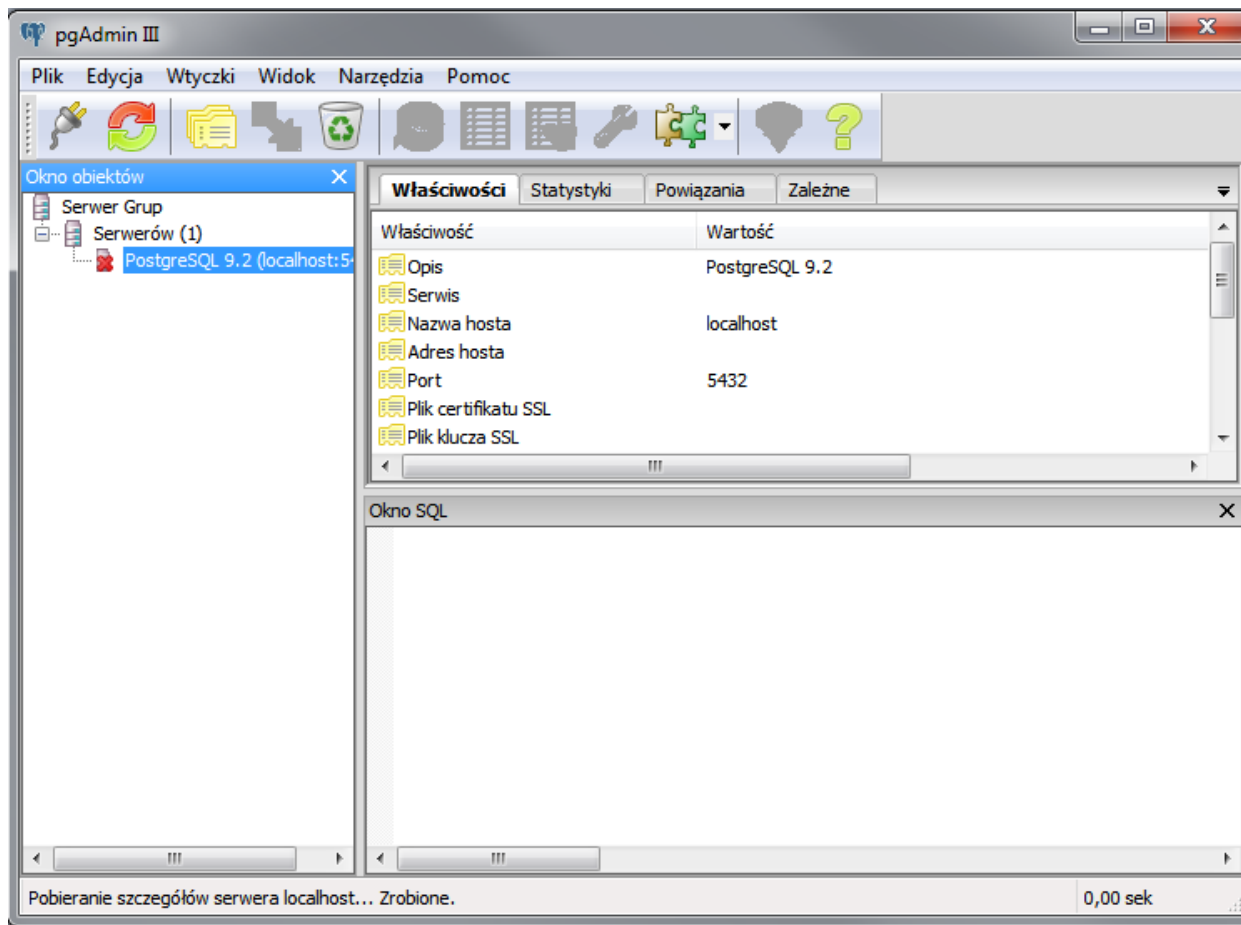 pgAdmin III
Plik Edycja Wtyczki Widok Narzędzia Pomoc
Okno obiektów
Serwer Grup
Serwerów (1)
PostgreSQL 9.2 (localhost:54
Właściwości Statystyki Powiązania Zależne
Właściwość Wartość
Opis PostgreSQL 9.2
Serwis
Nazwa hosta localhost
Adres hosta
Port 5432
Plik certifikatu SSL
Plik klucza SSL
Okno SQL
Pobieranie szczegółów serwera localhost... Zrobione. 0,00 sek